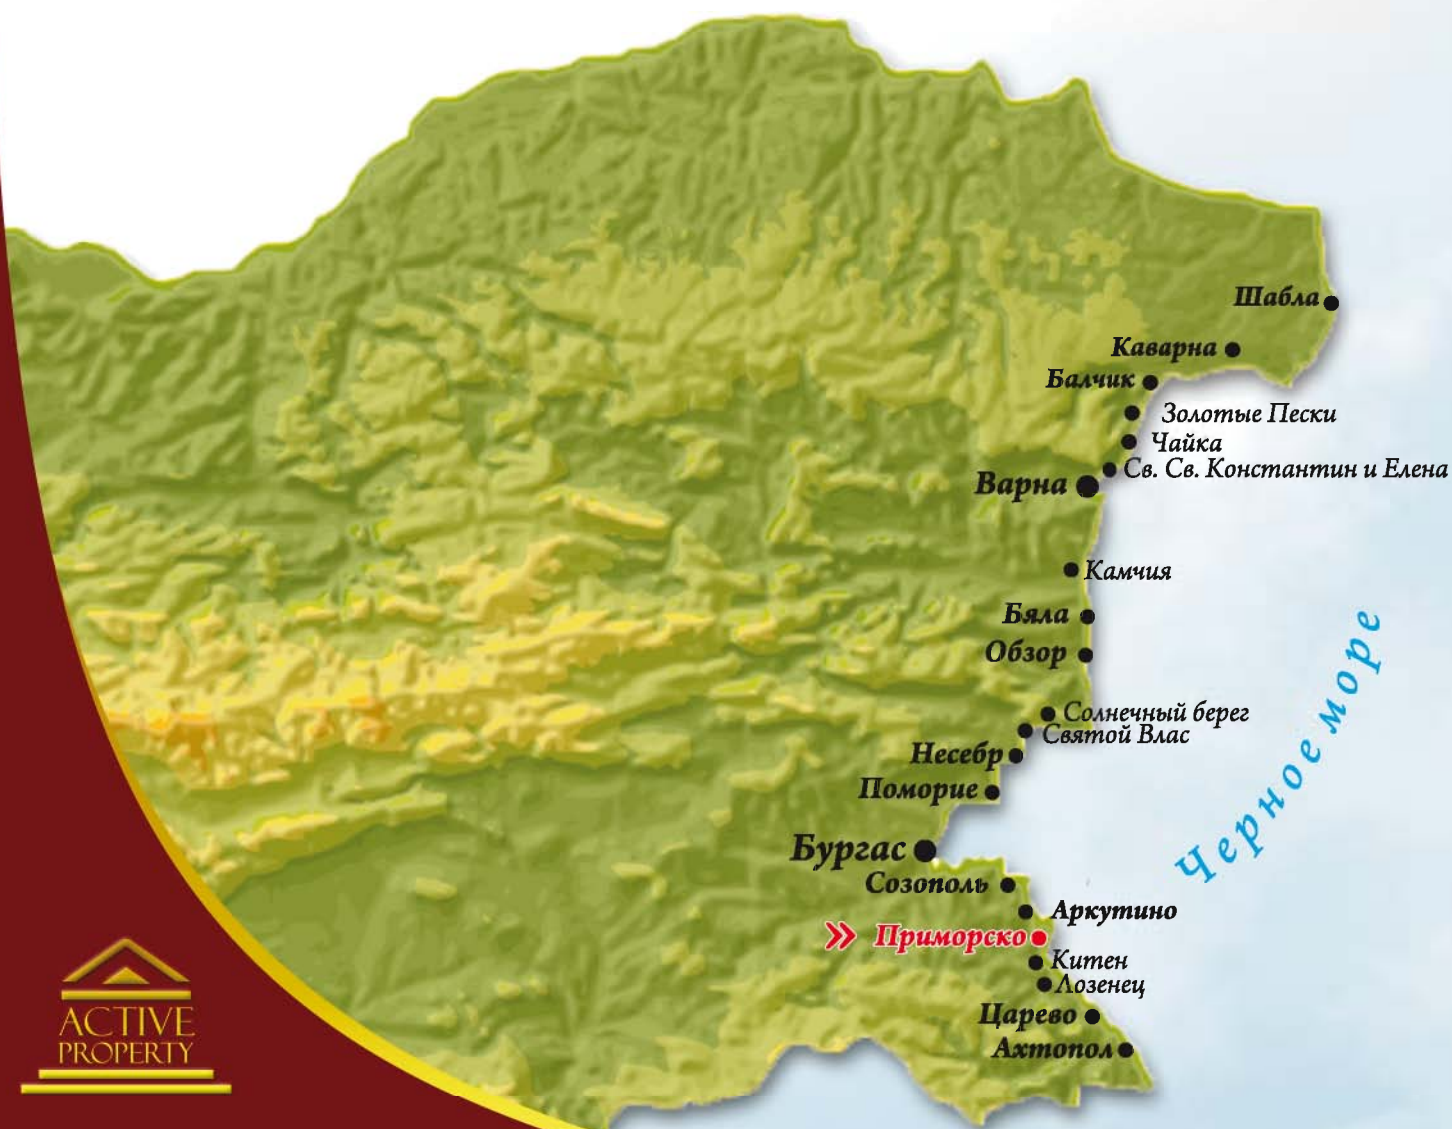 Шабла
Каварна
Балчик
Золотые Пески
Чайка
Св. Св. Константин и Елена
Варна
Камчия
Бяла
Обзор
Солнечный берег
Святой Влас
Несебр
Поморие
Черное море
Бургас
Созополь
Аркутино
» Приморско
Китен
Лозенец
Царево
Ахтопол
ACTIVE
PROPERTY